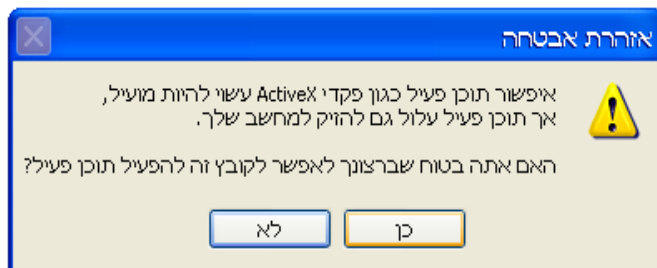 אזהרת אבטחה
איפשור תוכן פעיל כגון פקדי ActiveX עשוי להיות מועיל,
אך תוכן פעיל עלול גם להזיק למחשב שלך.
האם אתה בטוח שברצונך לאפשר לקובץ זה להפעיל תוכן פעיל?
כן
לא